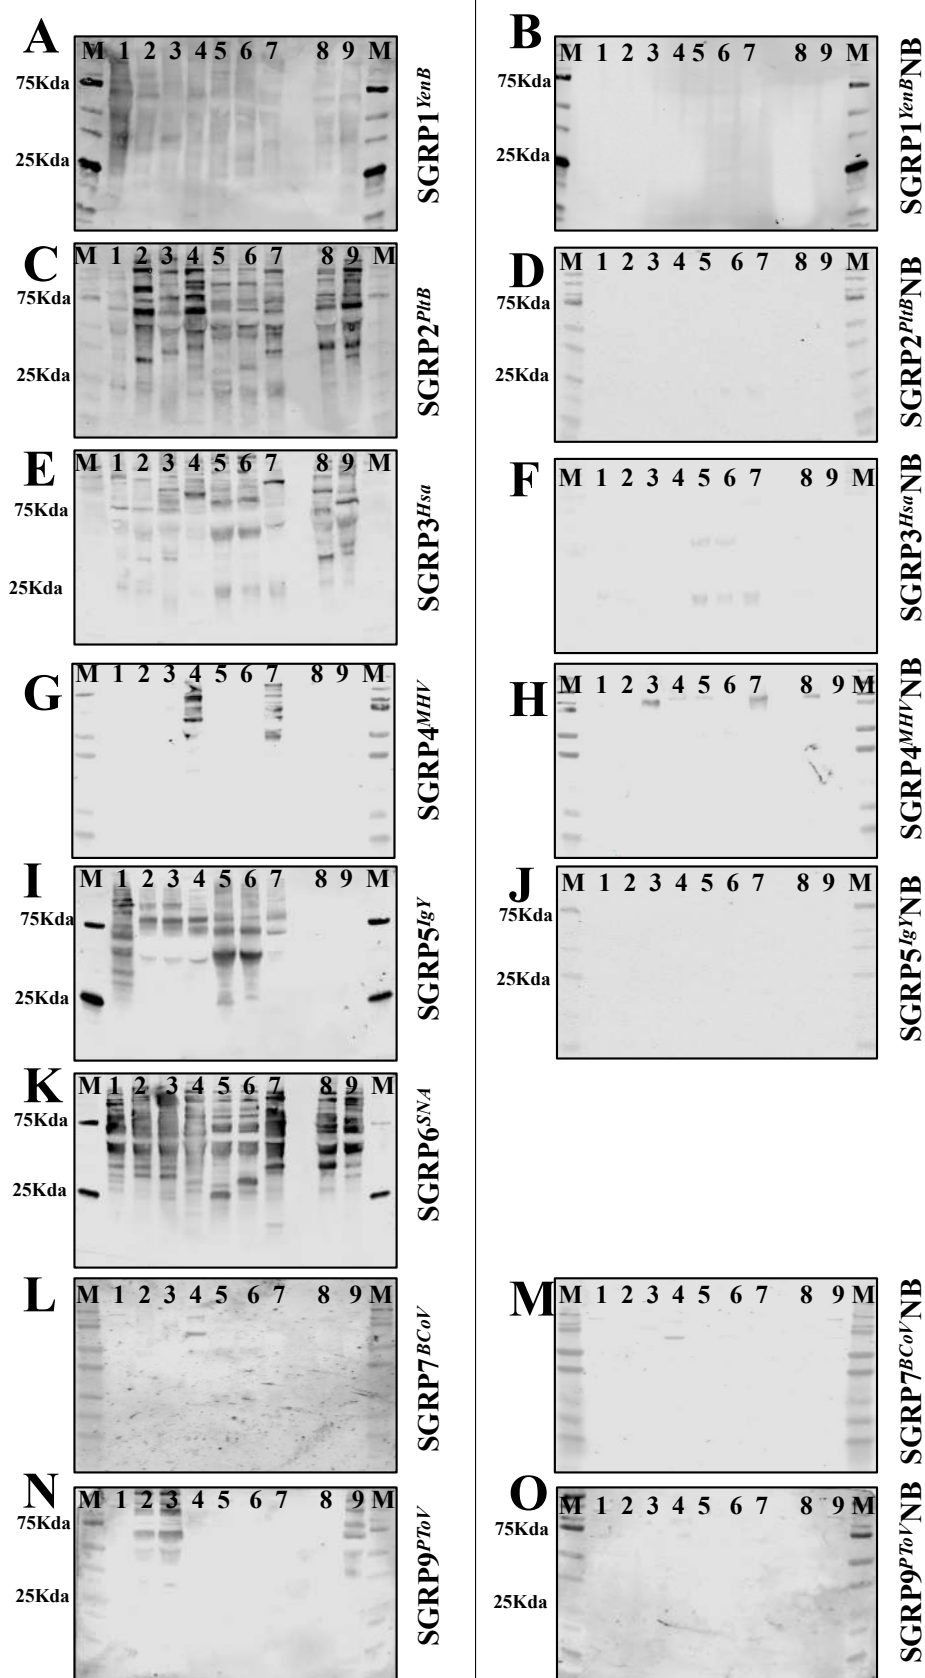 A
M 1 2 3 4 5 6 7 8 9 M
75Kda
25Kda
SGRP1YenB
B
M 1 2 3 4 5 6 7 8 9 M
75Kda
25Kda
SGRP1YenBNB
C
M 1 2 3 4 5 6 7 8 9 M
75Kda
25Kda
SGRP2PltB
D
M 1 2 3 4 5 6 7 8 9 M
75Kda
25Kda
SGRP2PltBNB
E
M 1 2 3 4 5 6 7 8 9 M
75Kda
25Kda
SGRP3Hsa
F
M 1 2 3 4 5 6 7 8 9 M
SGRP3HsaNB
G
M 1 2 3 4 5 6 7 8 9 M
SGRP4MHV
H
M 1 2 3 4 5 6 7 8 9 M
SGRP4MHVNB
I
M 1 2 3 4 5 6 7 8 9 M
75Kda
25Kda
SGRP5IgY
J
M 1 2 3 4 5 6 7 8 9 M
75Kda
25Kda
SGRP5IgYNB
K
M 1 2 3 4 5 6 7 8 9 M
75Kda
25Kda
SGRP6SNA
L
M 1 2 3 4 5 6 7 8 9 M
SGRP7BCoV
M
M 1 2 3 4 5 6 7 8 9 M
SGRP7BCoVNB
N
M 1 2 3 4 5 6 7 8 9 M
75Kda
25Kda
SGRP9PToV
O
M 1 2 3 4 5 6 7 8 9 M
75Kda
25Kda
SGRP9PToVNB